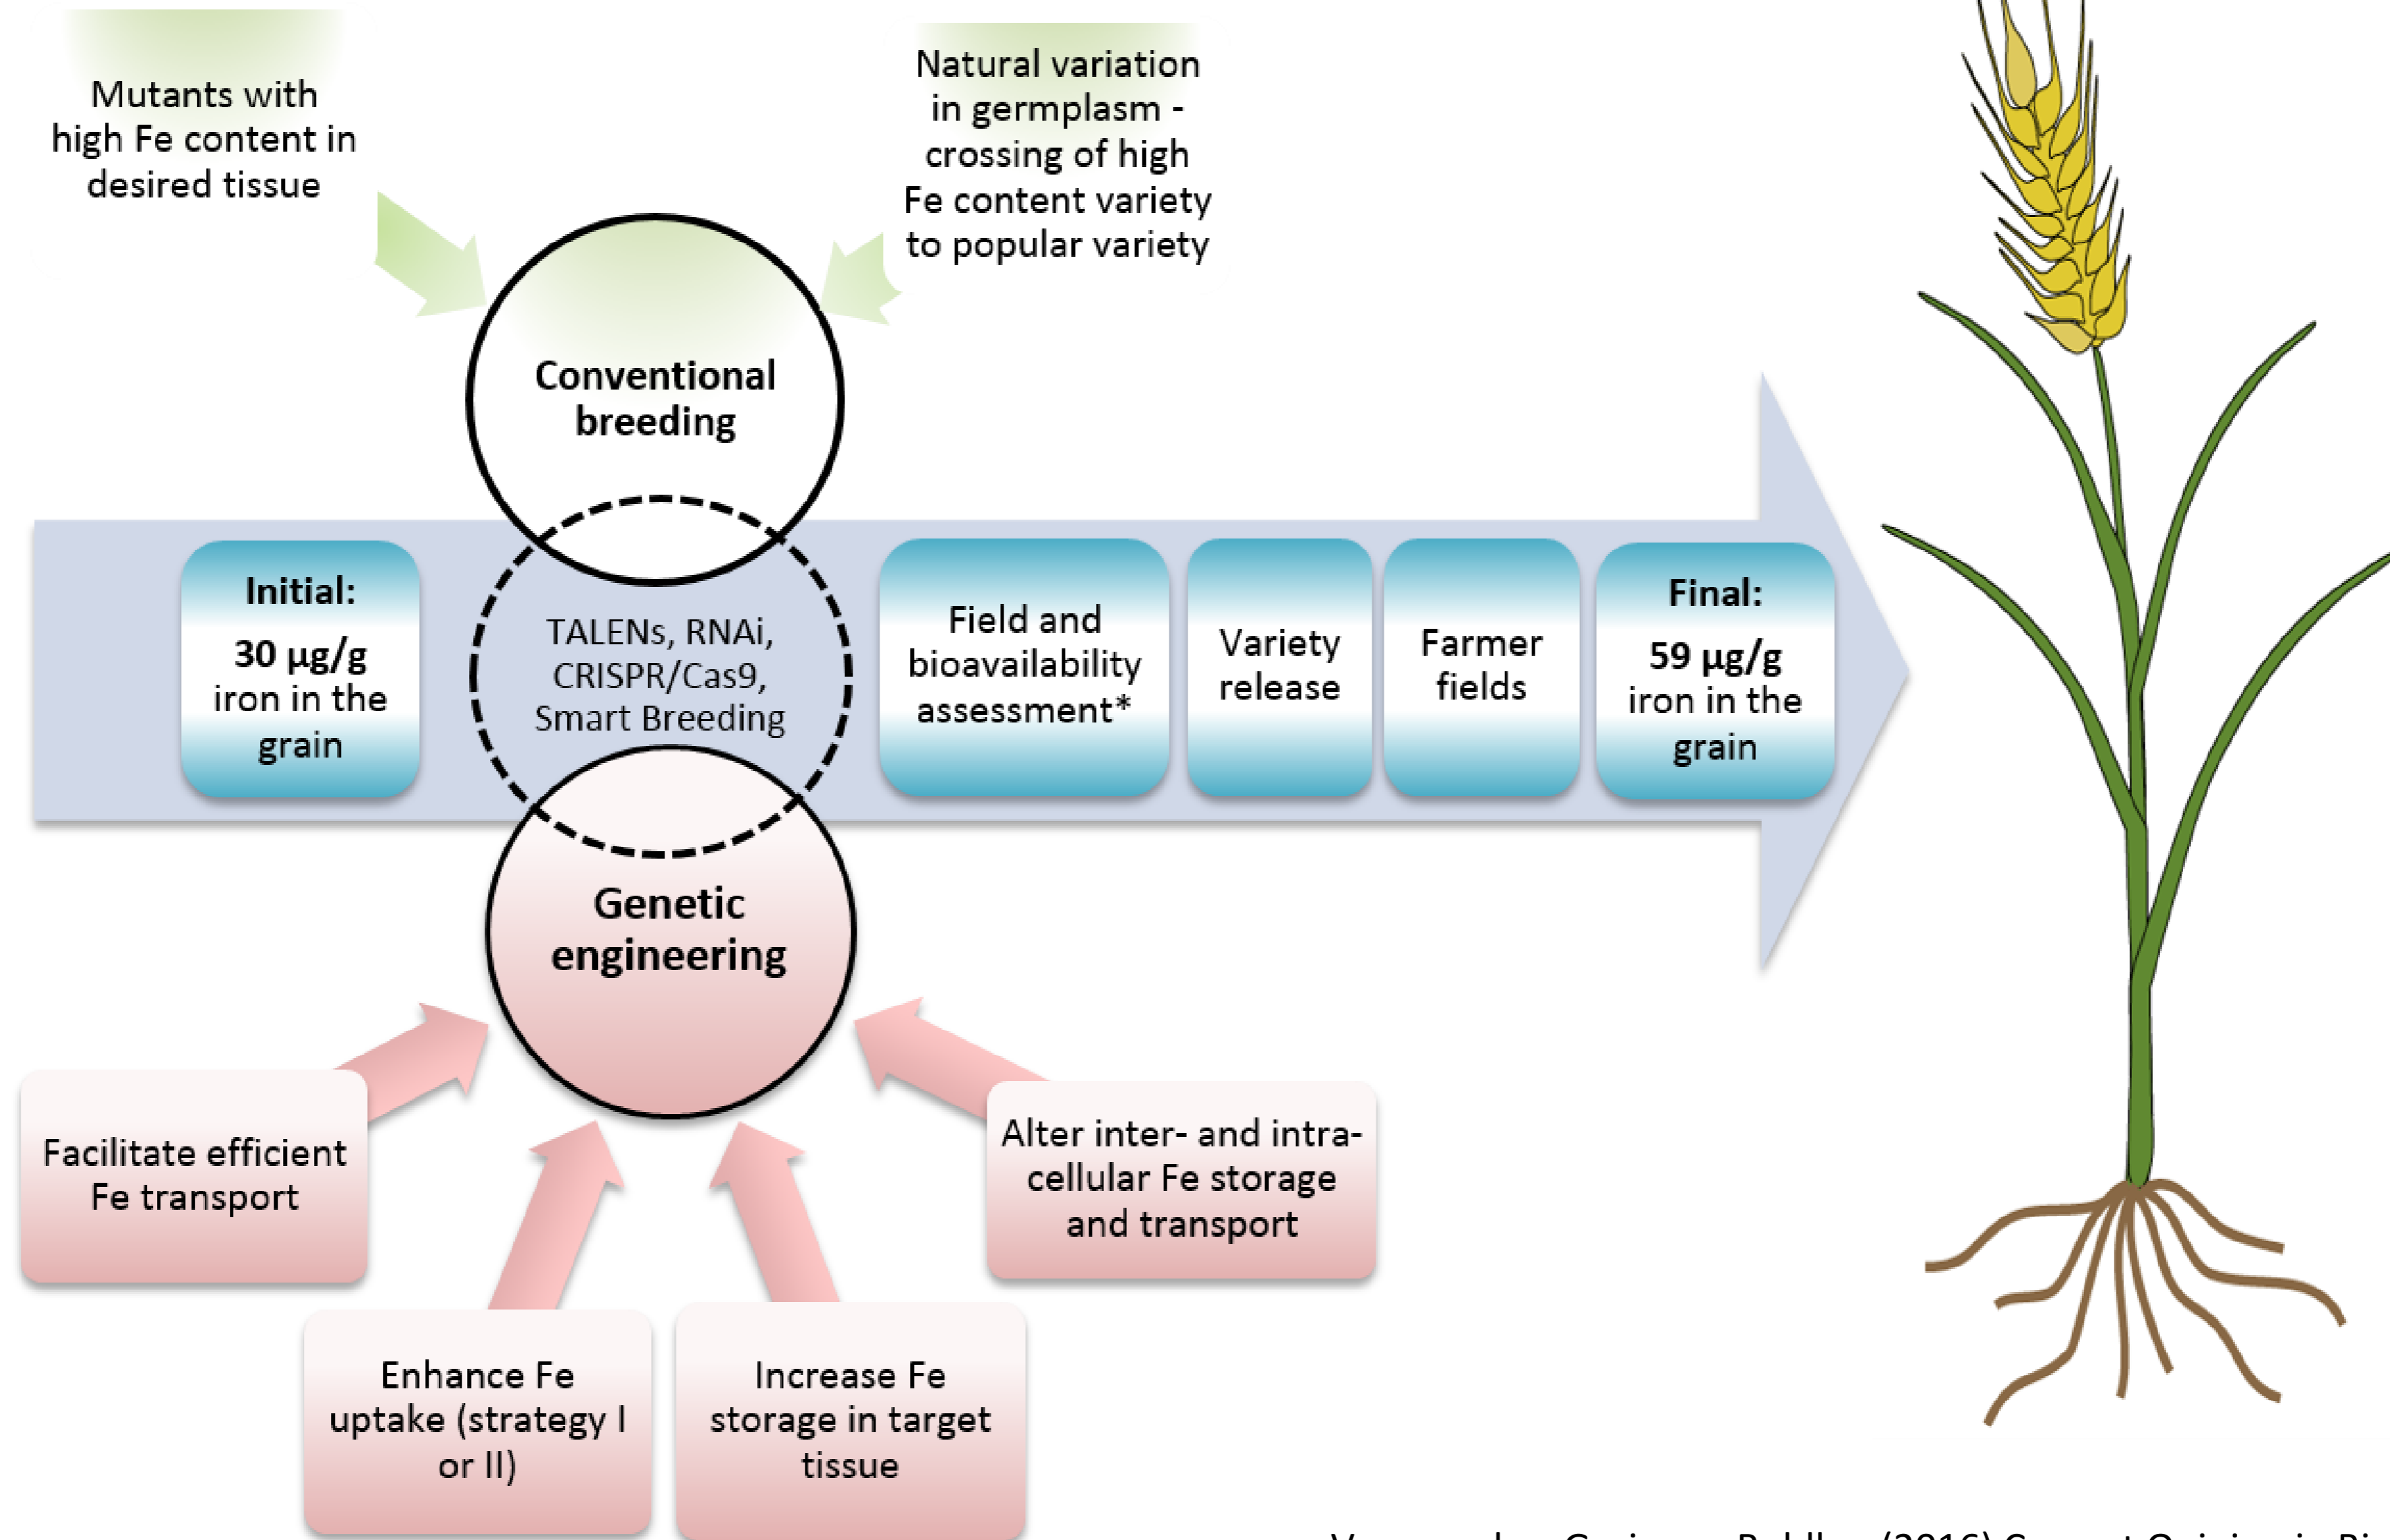 Mutants with
high Fe content in
desired tissue
Natural variation
in germplasm -
crossing of high
Fe content variety
to popular variety
Conventional
breeding
Initial:
30 µg/g
iron in the
grain
TALENs, RNAi,
CRISPR/Cas9,
Smart Breeding
Field and
bioavailability
assessment*
Variety
release
Farmer
fields
Final:
59 µg/g
iron in the
grain
Genetic
engineering
Facilitate efficient
Fe transport
Enhance Fe
uptake (strategy I
or II)
Increase Fe
storage in target
tissue
Alter inter- and intra-
cellular Fe storage
and transport
(2016) Current Opinion in